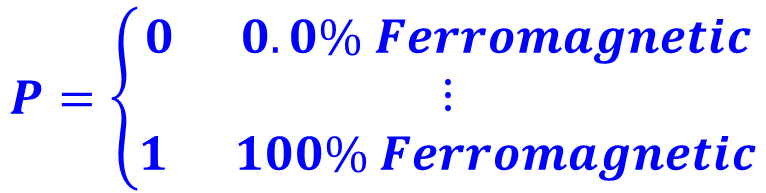 0 0.0% Ferromagnetic
P = { ⋮
1 100% Ferromagnetic